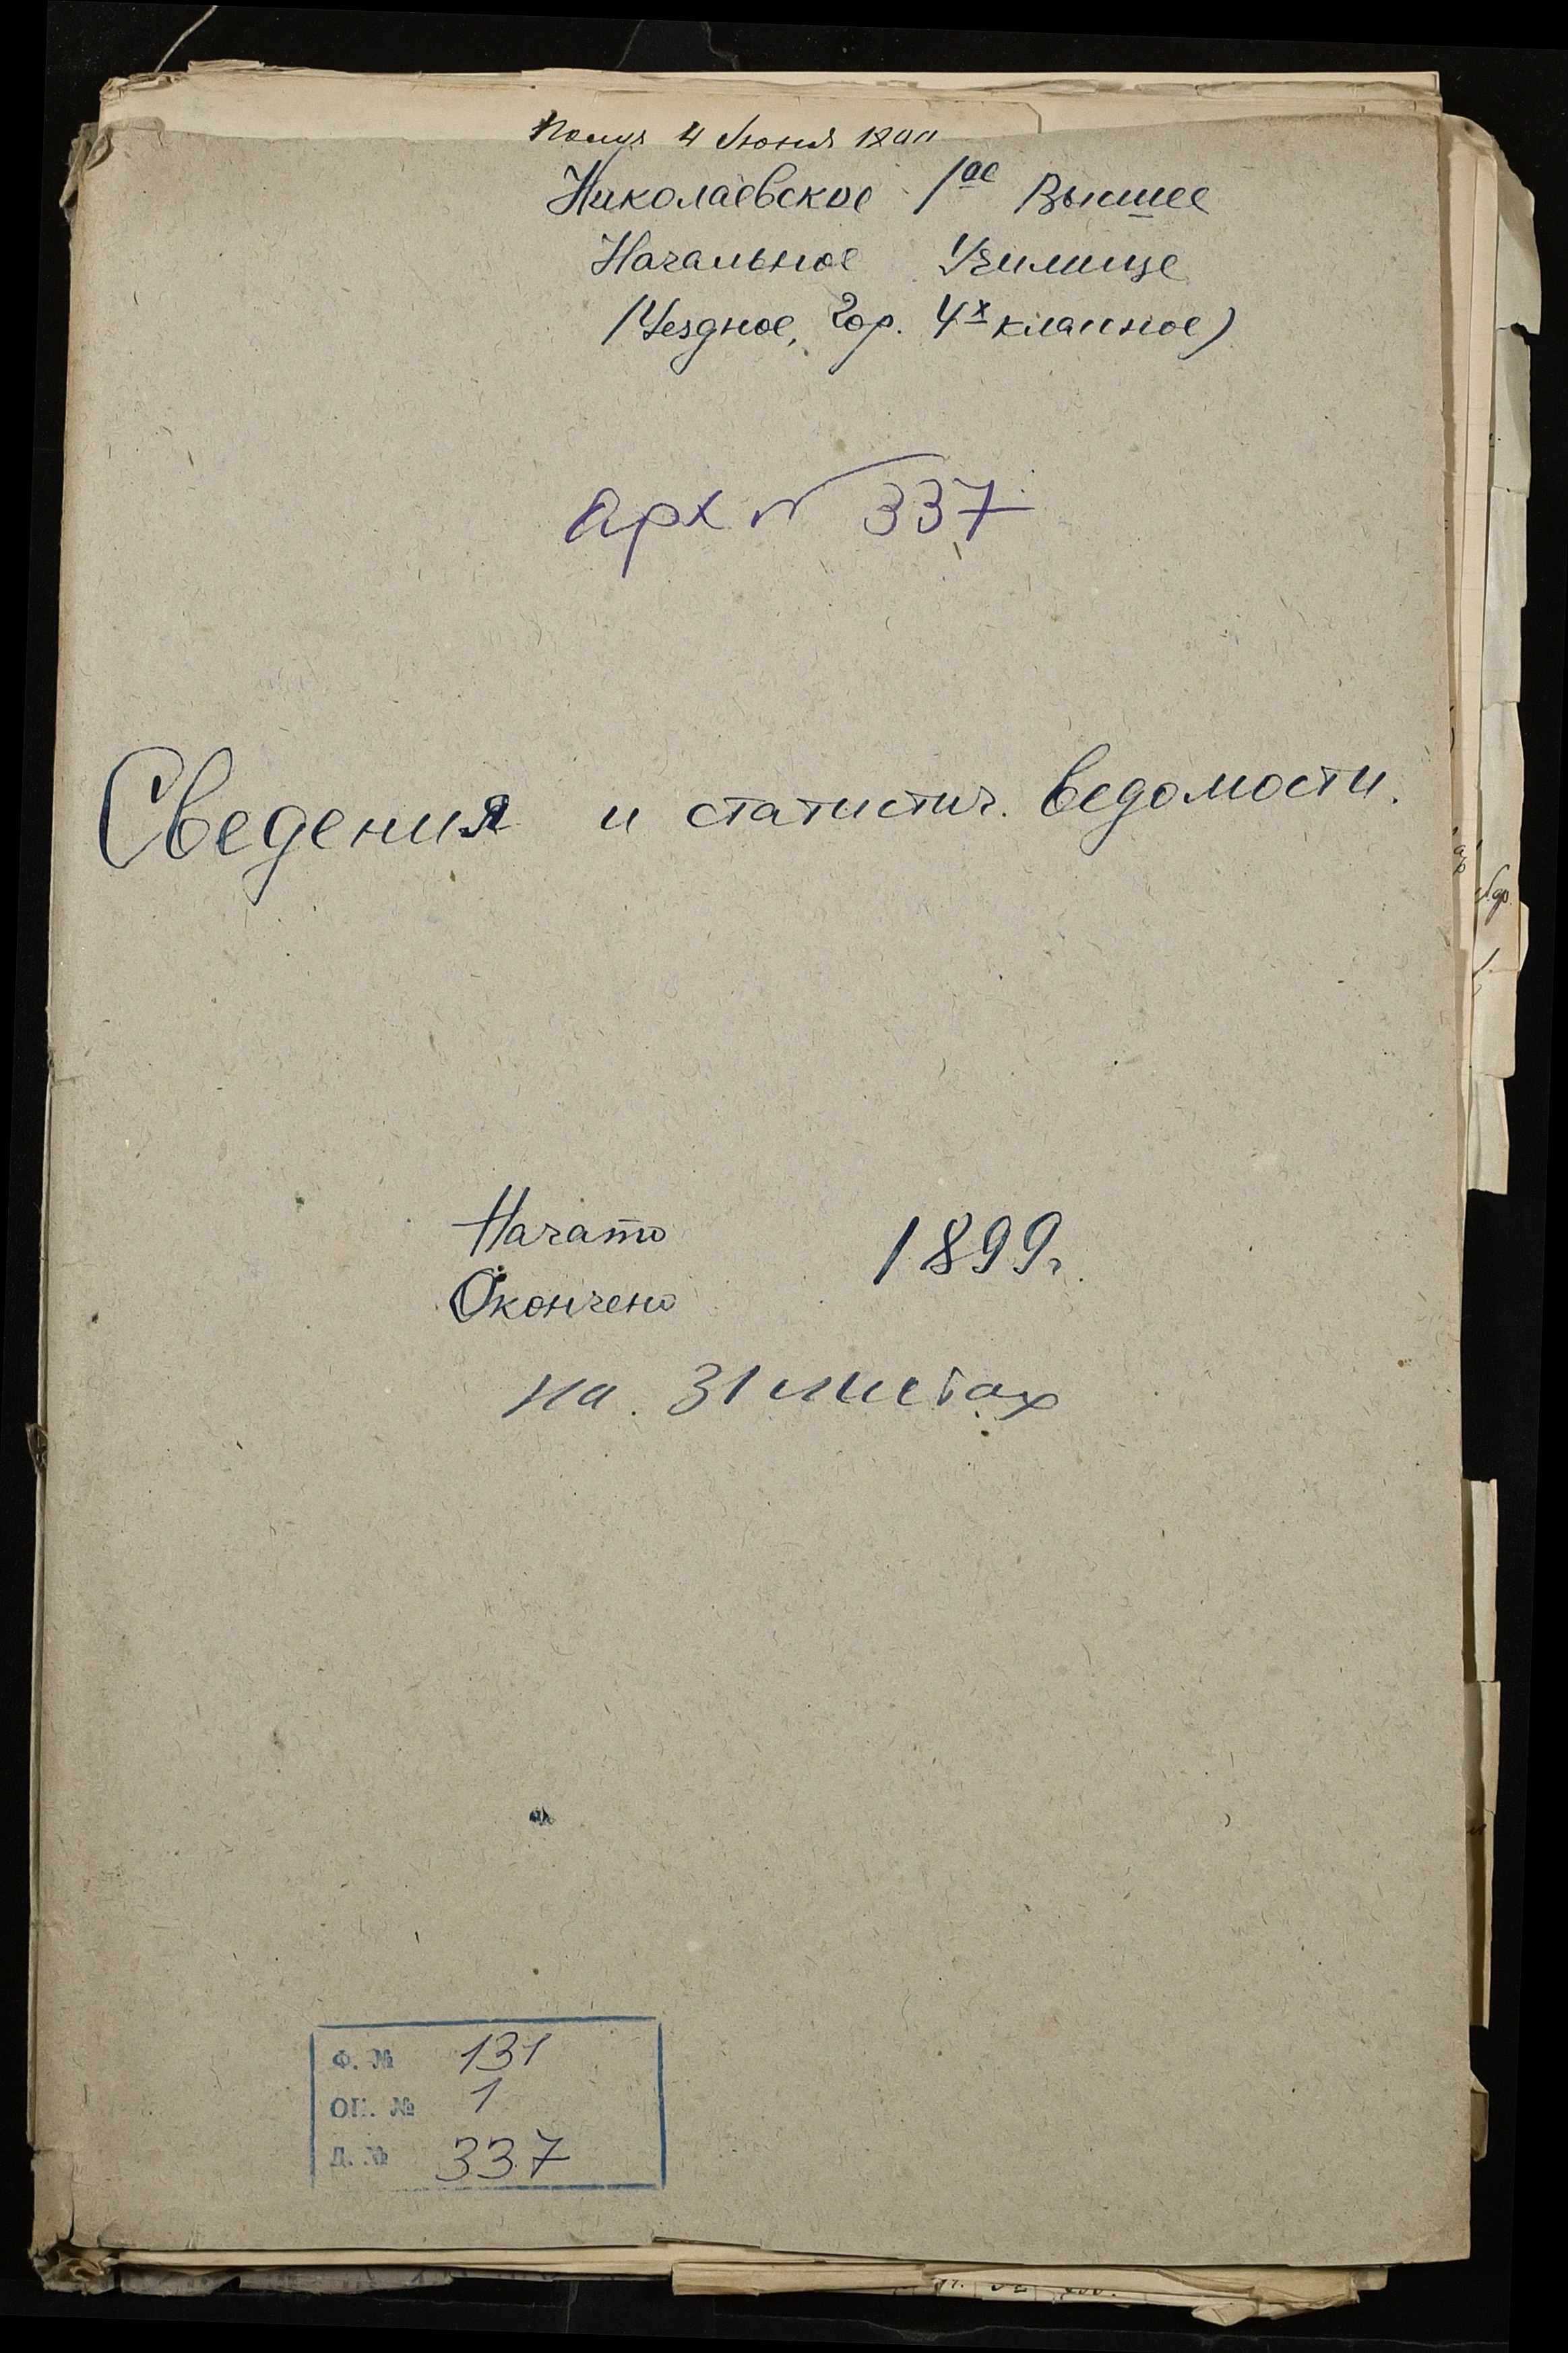 Получ 4 Июня
Николаевское 1ое Высшее
Начальное Училище
(Уездное, Гор. 4х классное)
арх № 337
Сведения и статистич. ведомости.
Начато 1899г.
Окончено
на 31 листах
Ф. № 131
ОП. № 1
Д. № 337